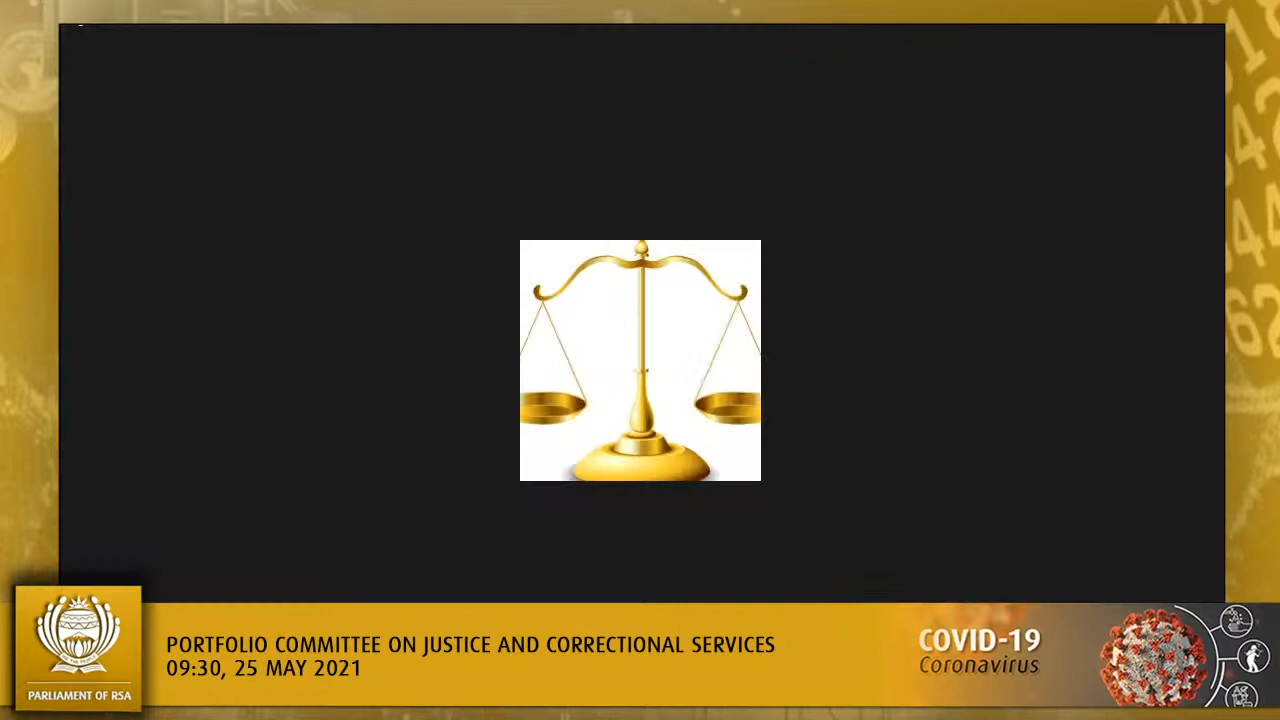 PORTFOLIO COMMITTEE ON JUSTICE AND CORRECTIONAL SERVICES
09:30, 25 MAY 2021
COVID-19
Coronavirus
PARLIAMENT OF RSA